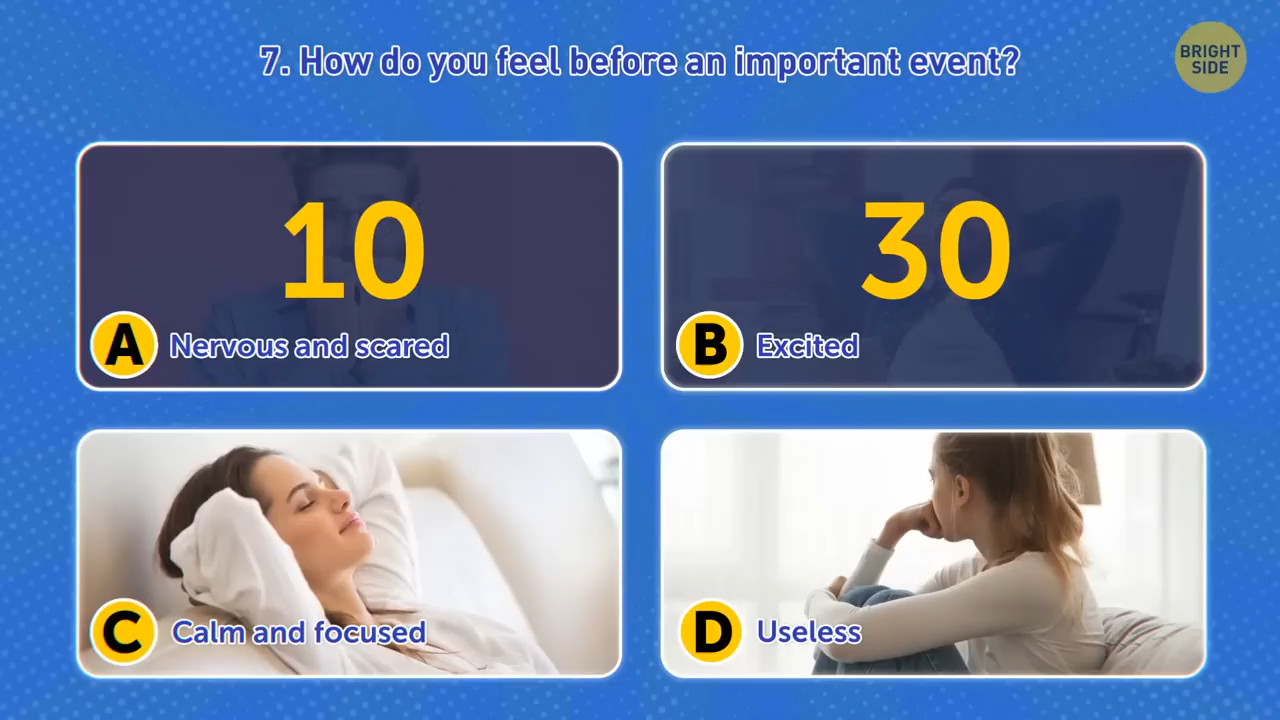 7. How do you feel before an important event?
BRIGHT
SIDE
10
A Nervous and scared
30
B Excited
C Calm and focused
D Useless